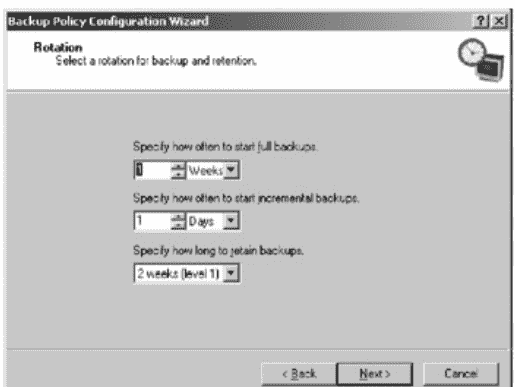 Backup Policy Configuration Wizard
Rotation
Select a rotation for backup and retention.
Specify how often to start full backups.
1 Weeks
Specify how often to start incremental backups.
1 Days
Specify how long to retain backups.
2 weeks (level 1)
< Back Next > Cancel